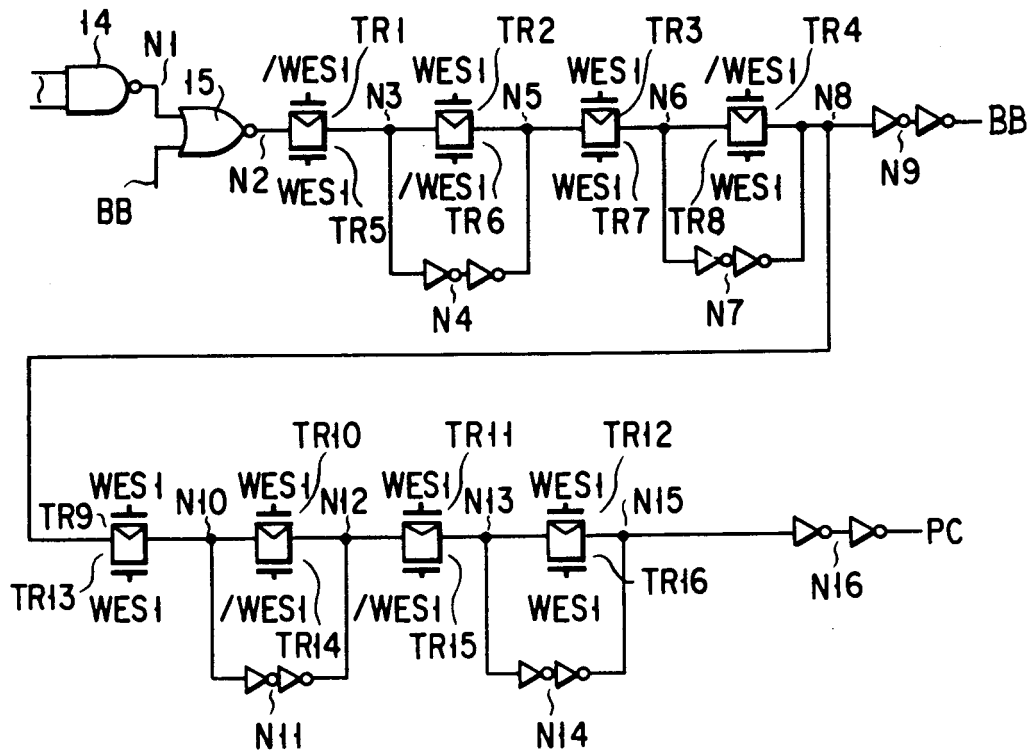 14
N1
15
TR1
TR2
TR3
TR4
/WES1
WES1
WES1
/WES1
N3
N5
N6
N8
BB
N2
N9
BB
WES1
/WES1
WES1
WES1
TR5
TR6
TR7
TR8
N4
N7
TR10
TR11
TR12
WES1
WES1
WES1
WES1
TR9
N10
N12
N13
N15
PC
N16
TR13
WES1
/WES1
/WES1
WES1
TR14
TR15
TR16
N11
N14